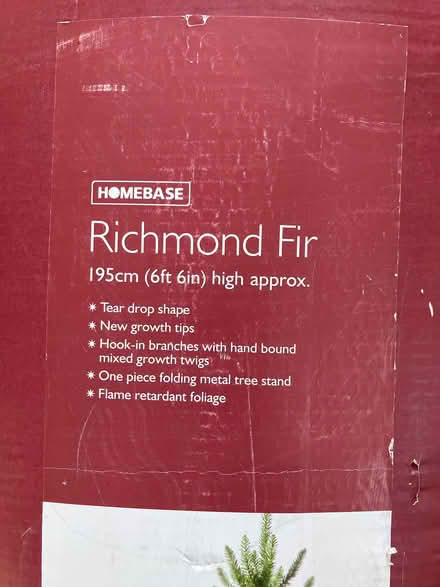 HOMEBASE
Richmond Fir
195cm (6ft 6in) high approx.
* Tear drop shape
* New growth tips
* Hook-in branches with hand bound
mixed growth twigs
* One piece folding metal tree stand
* Flame retardant foliage